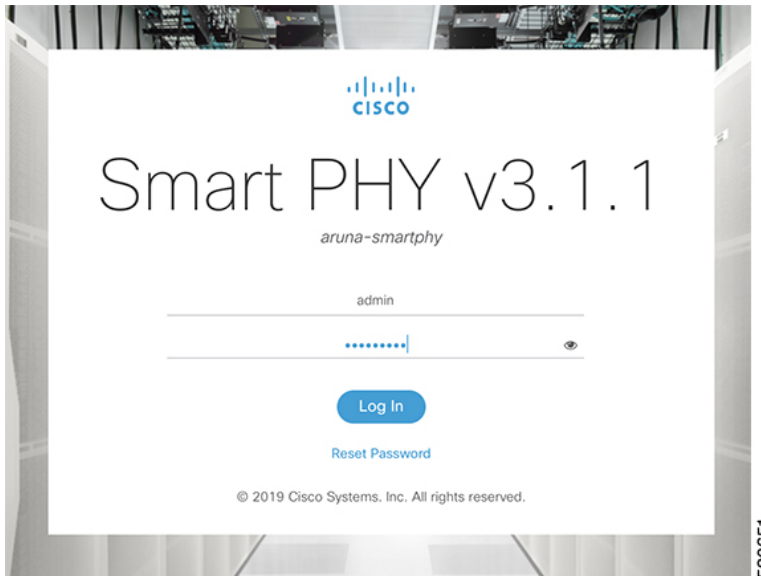 CISCO
Smart PHY v3.1.1
aruna-smartphy
admin
Log In
Reset Password
© 2019 Cisco Systems. Inc. All rights reserved.